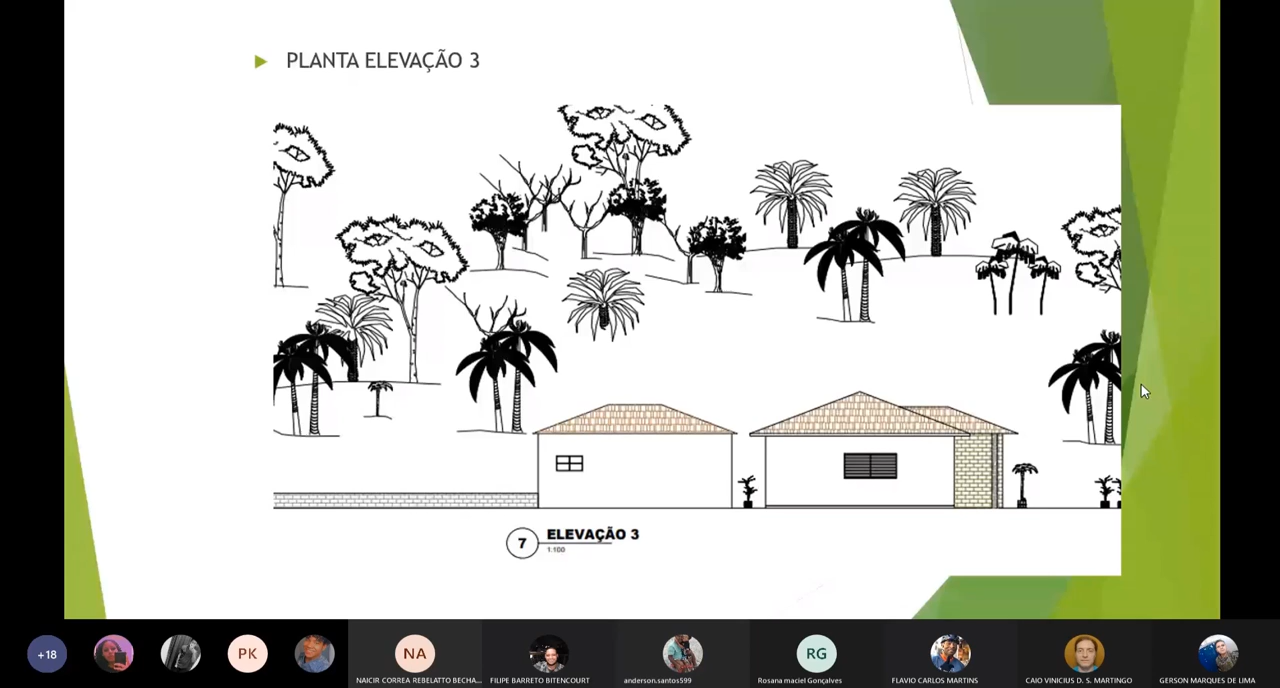 PLANTA ELEVAÇÃO 3
7
ELEVAÇÃO 3
1:100
+18
PK
NA
RG
NAICIR CORREA REBELATTO BECHA...
FILIPE BARRETO BITENCOURT
anderson.santos599
Rosana maciel Gonçalves
FLAVIO CARLOS MARTINS
CAIO VINICIUS D. S. MARTINGO
GERSON MARQUES DE LIMA